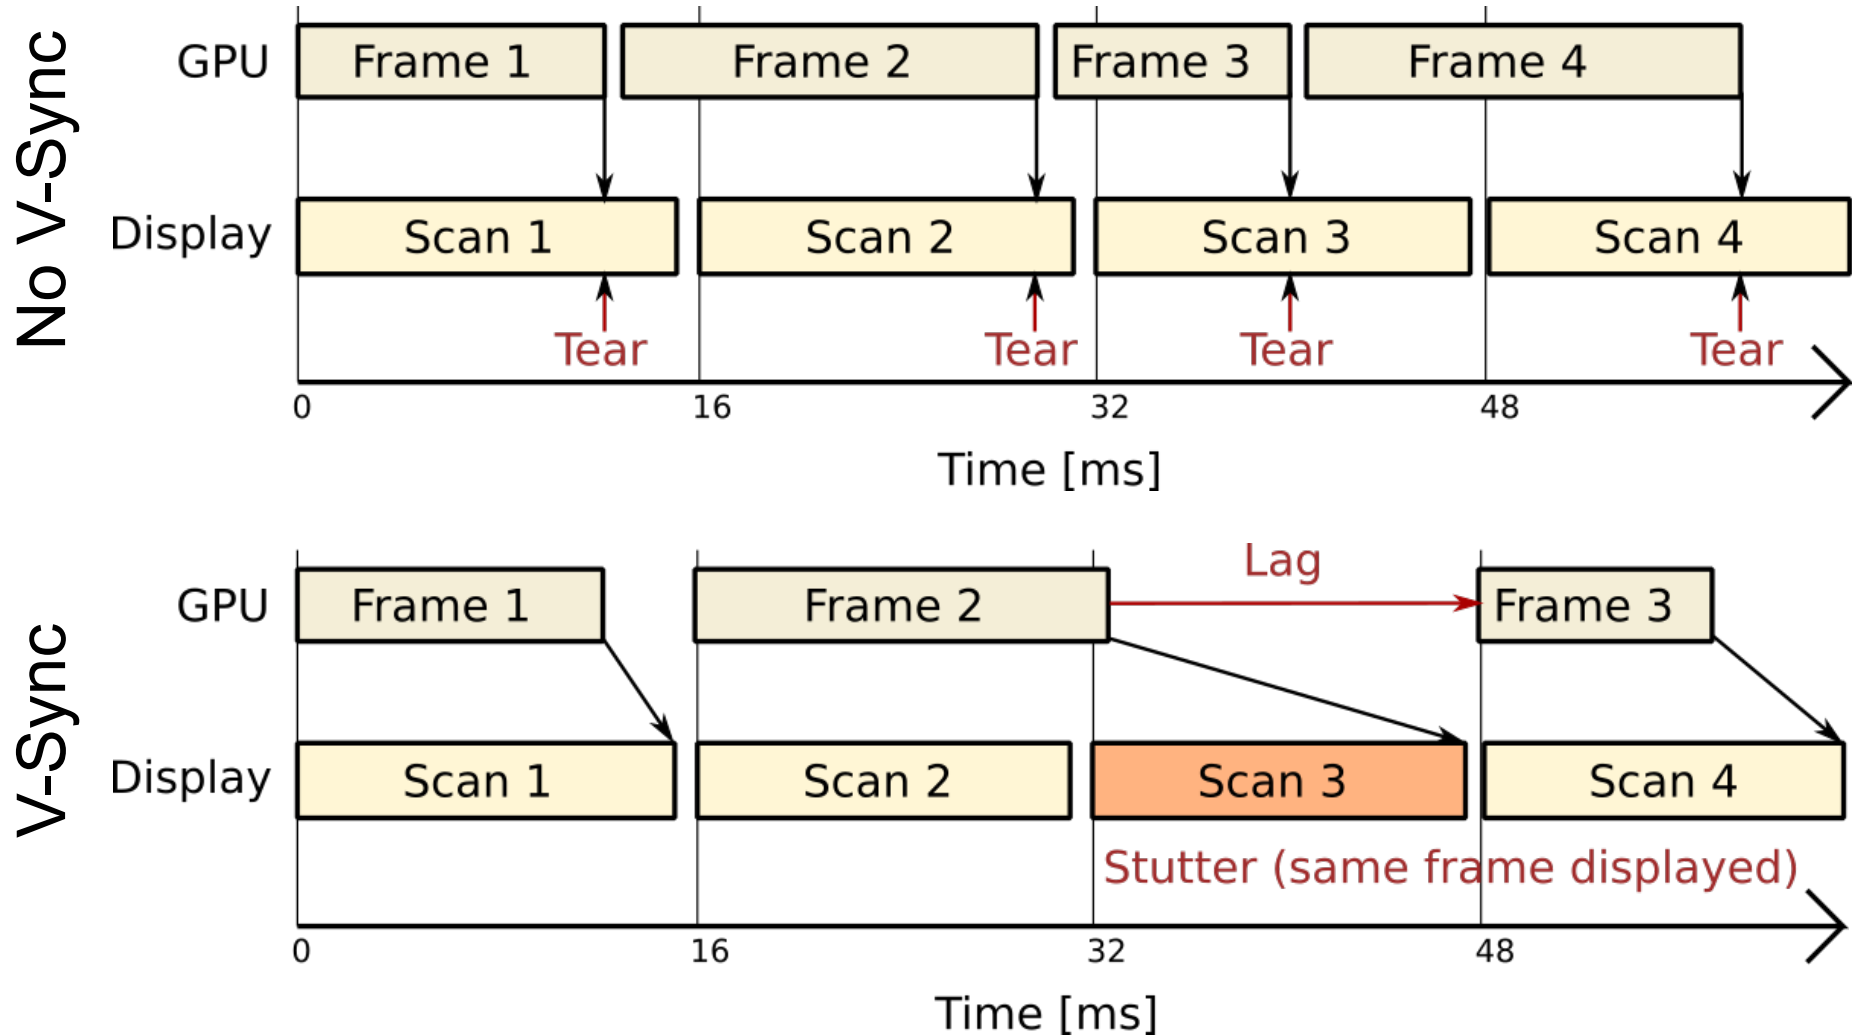 No V-Sync
GPU
Frame 1
Frame 2
Frame 3
Frame 4
Display
Scan 1
Scan 2
Scan 3
Scan 4
Tear
Tear
Tear
Tear
0
16
32
48
Time [ms]
V-Sync
Lag
GPU
Frame 1
Frame 2
Frame 3
Display
Scan 1
Scan 2
Scan 3
Scan 4
Stutter (same frame displayed)
0
16
32
48
Time [ms]